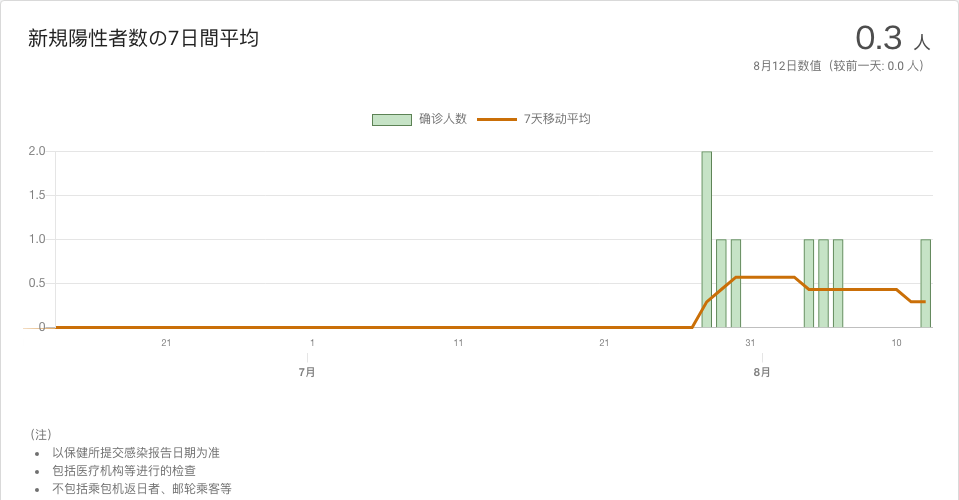 新規陽性者数の7日間平均
0.3 人
8月12日数值（较前一天: 0.0 人）
确诊人数 7天移动平均
2.0
1.5
1.0
0.5
0
21 1 11 21 31 10
7月 8月
（注）
• 以保健所提交感染报告日期为准
• 包括医疗机构等进行的检查
• 不包括乘包机返日者、邮轮乘客等